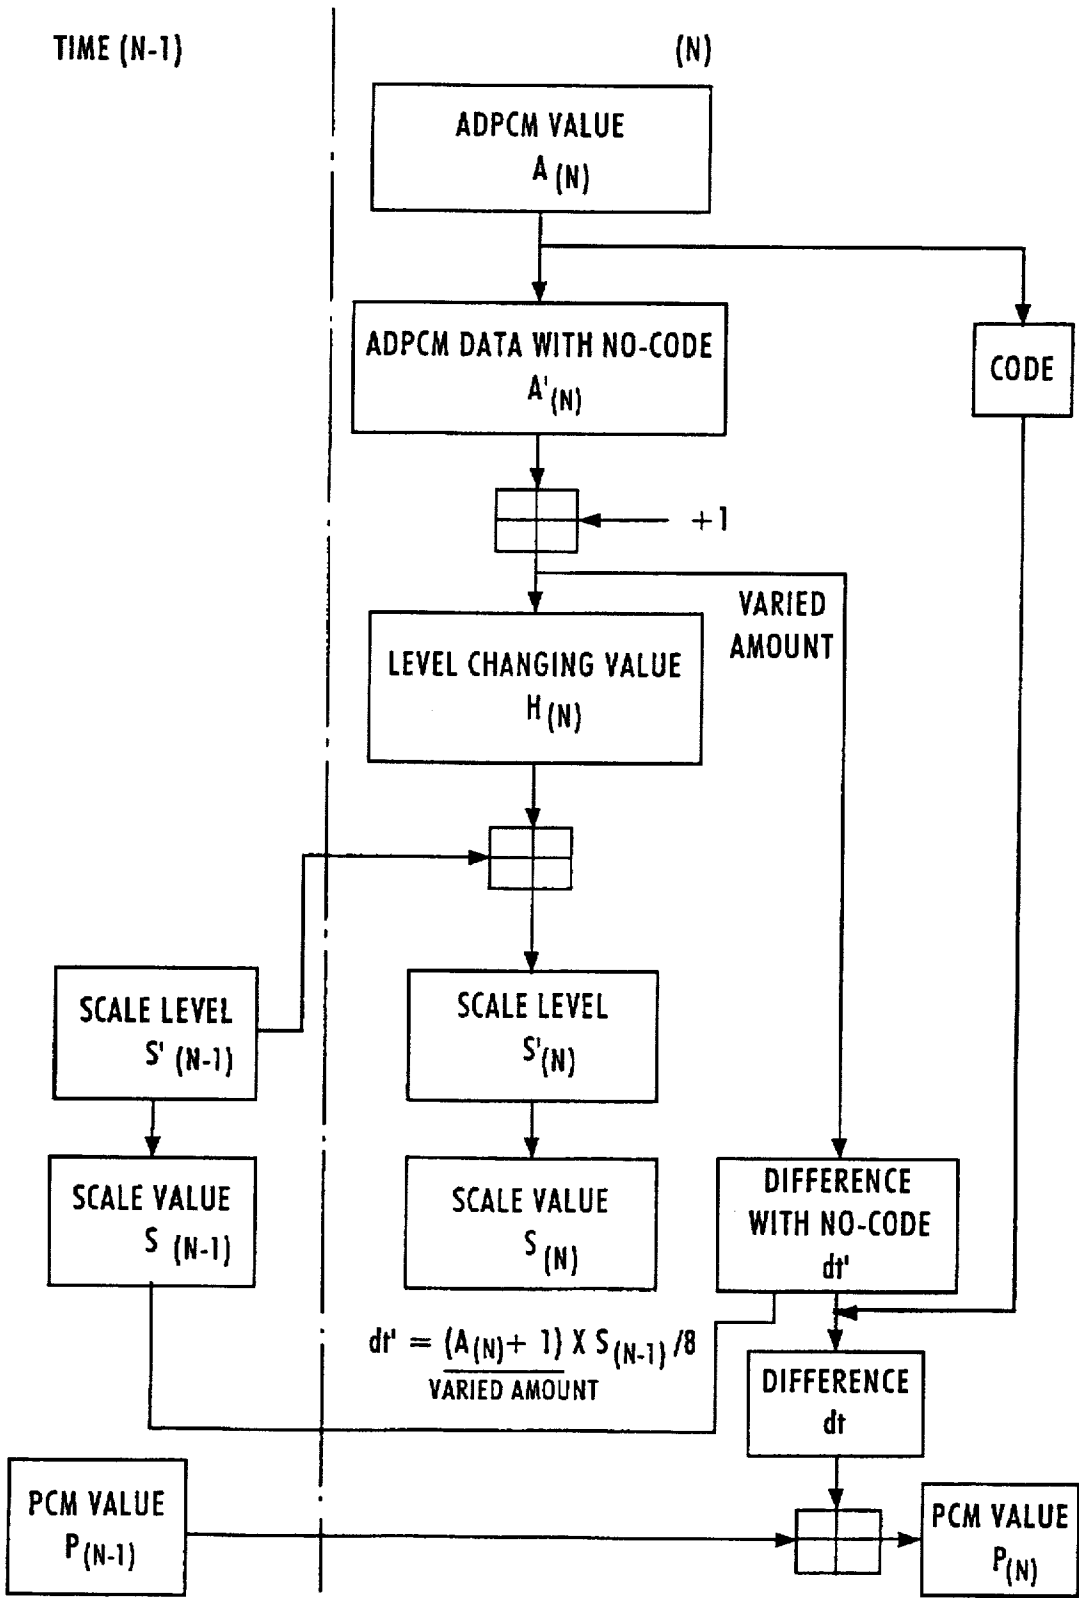 TIME (N-1)
(N)
ADPCM VALUE
A (N)
ADPCM DATA WITH NO-CODE
A'(N)
CODE
+1
VARIED
AMOUNT
LEVEL CHANGING VALUE
H(N)
SCALE LEVEL
S' (N-1)
SCALE LEVEL
S'(N)
SCALE VALUE
S (N-1)
SCALE VALUE
S (N)
DIFFERENCE
WITH NO-CODE
dt'
dt' = (A(N)+ 1) X S(N-1)/8
VARIED AMOUNT
DIFFERENCE
dt
PCM VALUE
P(N-1)
PCM VALUE
P(N)